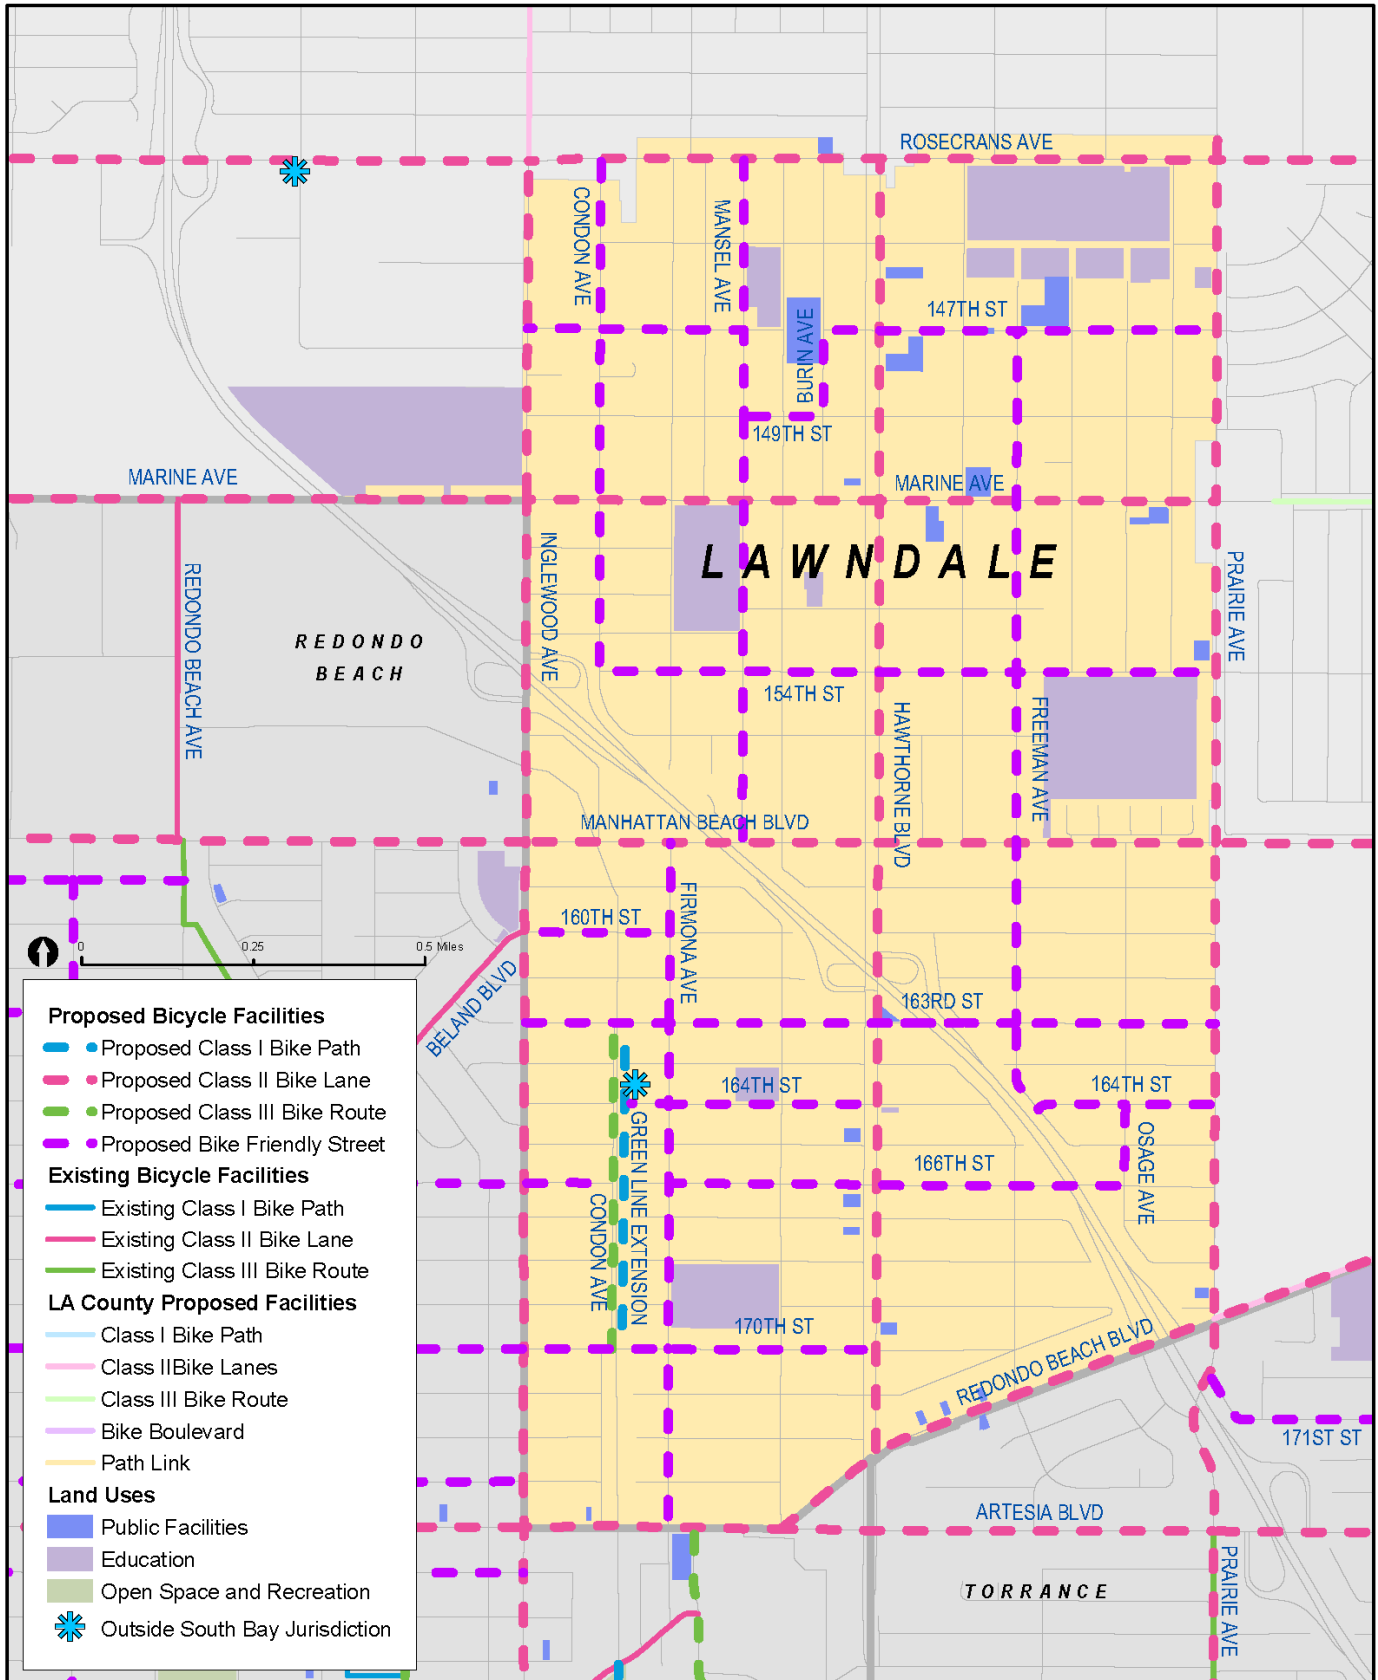 ROSECRANS AVE
CONDON AVE
MANSEL AVE
BURIN AVE
147TH ST
149TH ST
MARINE AVE
MARINE AVE
LAWNDALE
INGLEWOOD AVE
REDONDO BEACH AVE
REDONDO
BEACH
PRAIRIE AVE
154TH ST
HAWTHORNE BLVD
FREEMAN AVE
MANHATTAN BEACH BLVD
FIRMONA AVE
160TH ST
0 0.25 0.5 Miles
BELAND BLVD
163RD ST
164TH ST
164TH ST
GREEN LINE EXTENSION
OSAGE AVE
166TH ST
CONDON AVE
170TH ST
REDONDO BEACH BLVD
171ST ST
ARTESIA BLVD
PRAIRIE AVE
TORRANCE
Proposed Bicycle Facilities
Proposed Class I Bike Path
Proposed Class II Bike Lane
Proposed Class III Bike Route
Proposed Bike Friendly Street
Existing Bicycle Facilities
Existing Class I Bike Path
Existing Class II Bike Lane
Existing Class III Bike Route
LA County Proposed Facilities
Class I Bike Path
Class IIBike Lanes
Class III Bike Route
Bike Boulevard
Path Link
Land Uses
Public Facilities
Education
Open Space and Recreation
Outside South Bay Jurisdiction